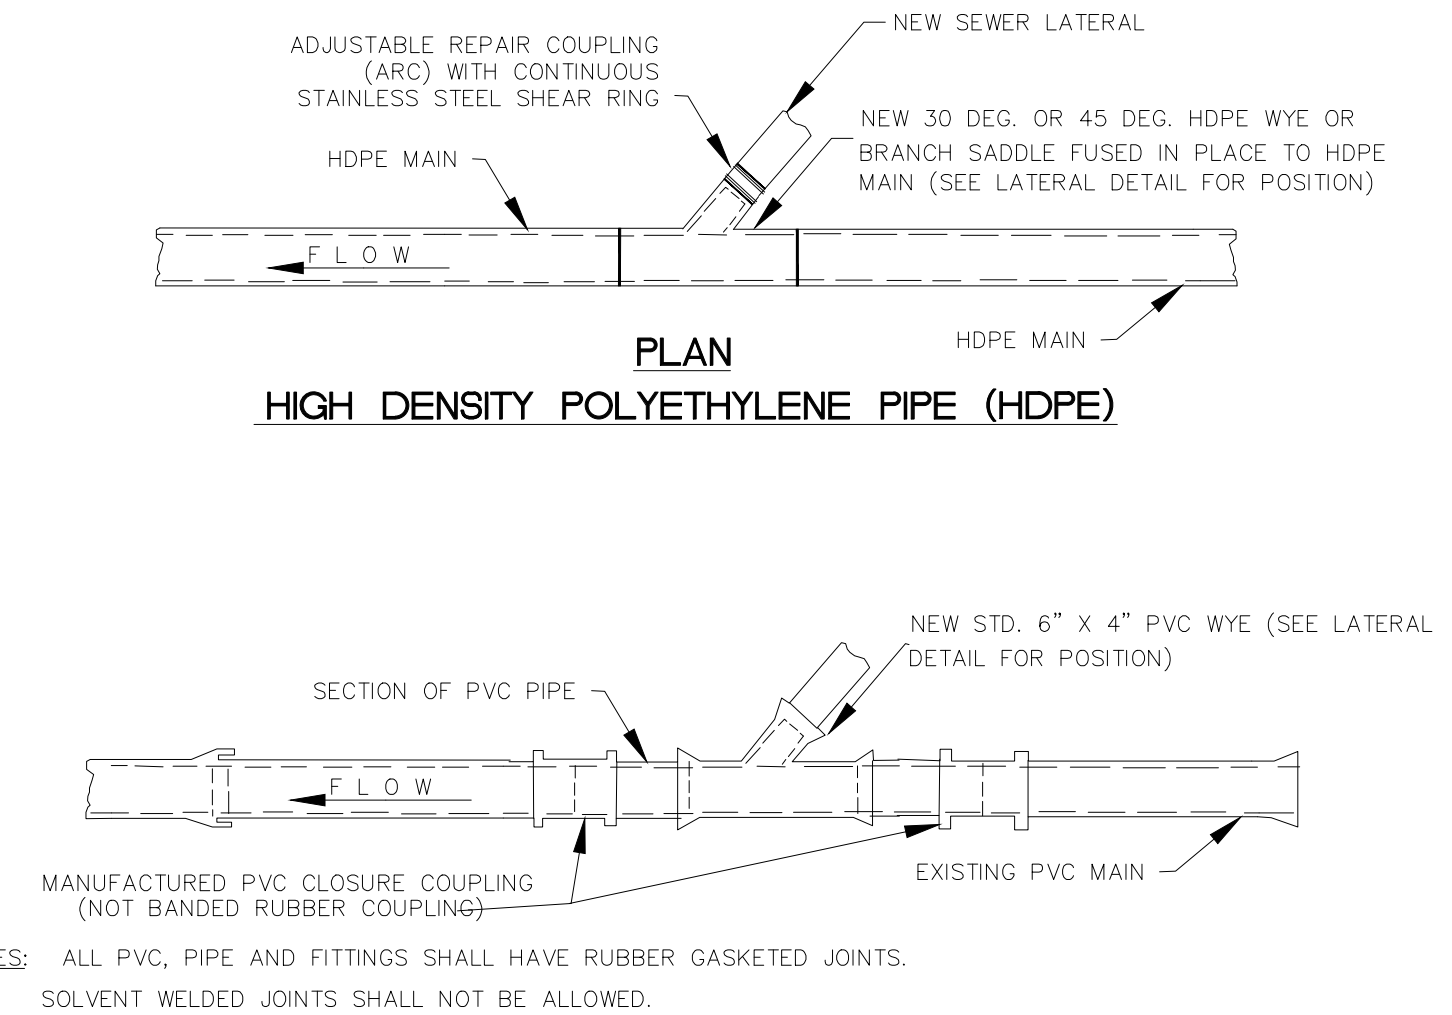 NEW SEWER LATERAL
ADJUSTABLE REPAIR COUPLING
(ARC) WITH CONTINUOUS
STAINLESS STEEL SHEAR RING
NEW 30 DEG. OR 45 DEG. HDPE WYE OR
BRANCH SADDLE FUSED IN PLACE TO HDPE
MAIN (SEE LATERAL DETAIL FOR POSITION)
HDPE MAIN
FLOW
HDPE MAIN
PLAN
HIGH DENSITY POLYETHYLENE PIPE (HDPE)
NEW STD. 6" X 4" PVC WYE (SEE LATERAL
DETAIL FOR POSITION)
SECTION OF PVC PIPE
FLOW
EXISTING PVC MAIN
MANUFACTURED PVC CLOSURE COUPLING
(NOT BANDED RUBBER COUPLING)
ES: ALL PVC, PIPE AND FITTINGS SHALL HAVE RUBBER GASKETED JOINTS.
SOLVENT WELDED JOINTS SHALL NOT BE ALLOWED.